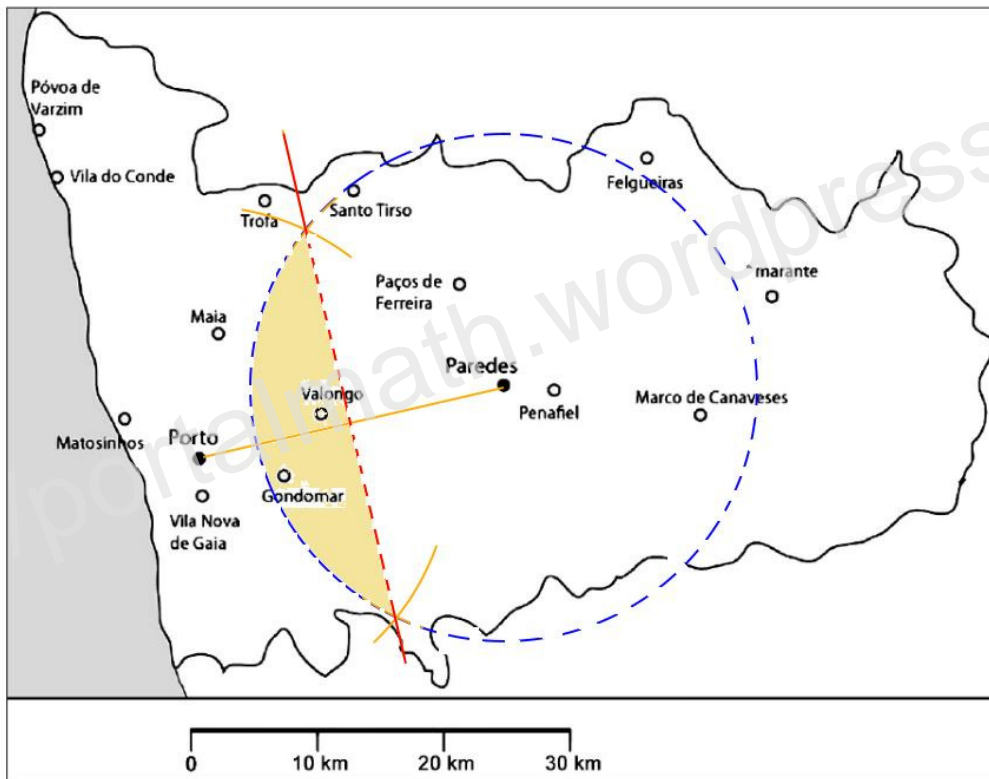 Póvoa de
Varzim
Vila do Conde
Trofa
Santo Tirso
Felgueiras
Paços de
Ferreira
marante
Maia
Paredes
Valongo
Penafiel
Marco de Canaveses
Matosinhos
Porto
Gondomar
Vila Nova
de Gaia
portalmath.wordpress
0 10 km 20 km 30 km